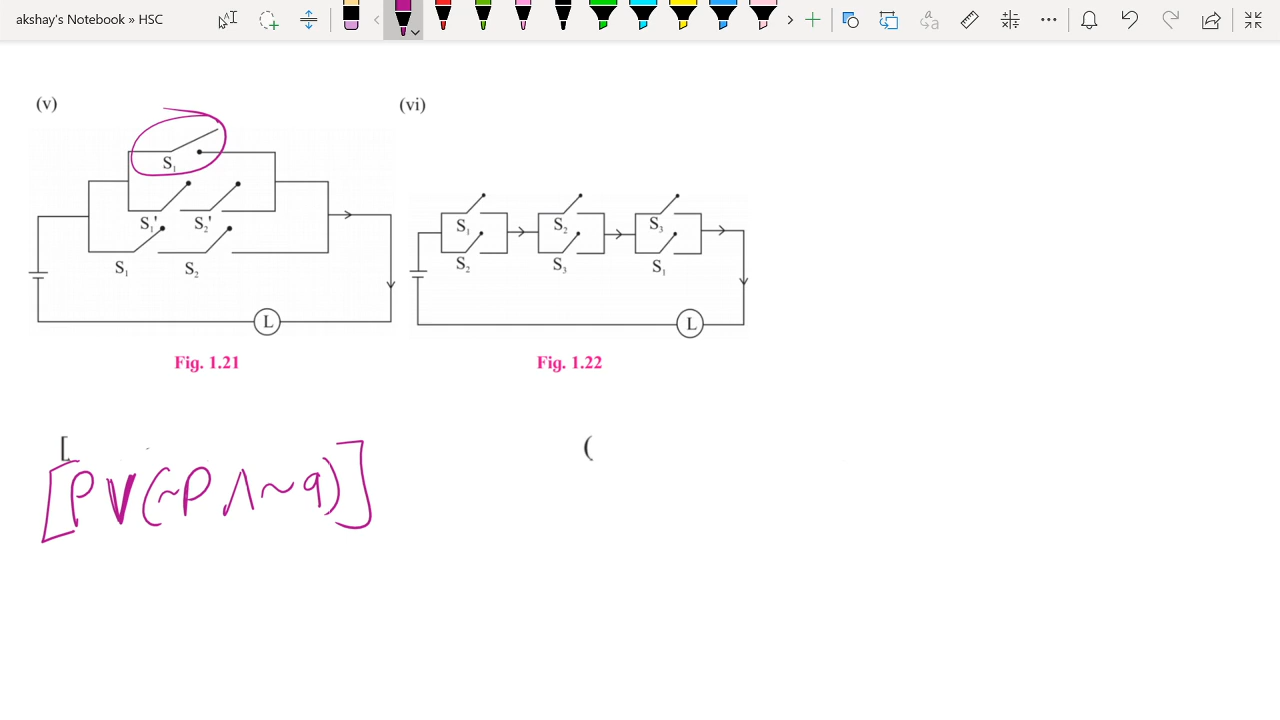 akshay's Notebook » HSC
(v)
(vi)
S₁
S₁' S₂'
S₁ S₂
L
Fig. 1.21
S₁ S₂ S₃
S₂ S₃ S₁
L
Fig. 1.22
[ (
[p ∨ (~p ∧ ~q)]